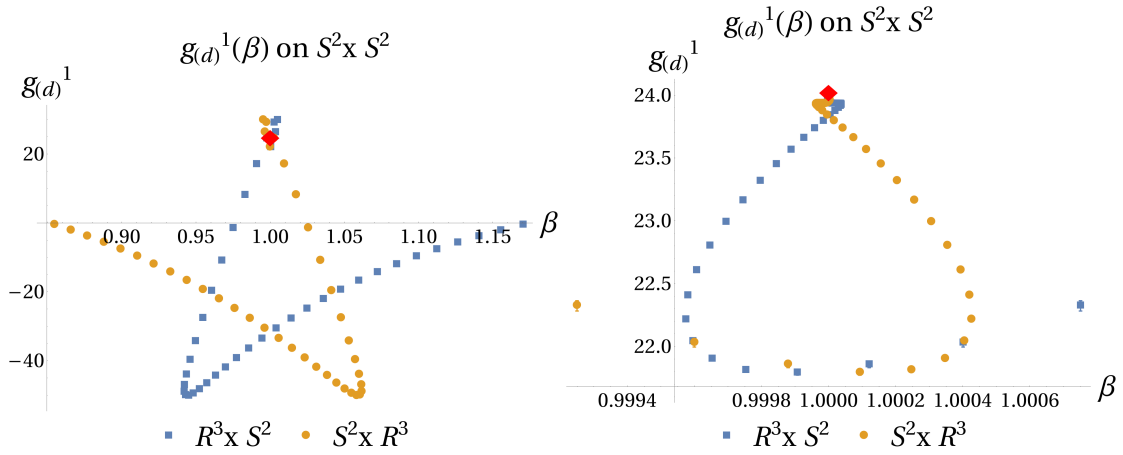 g(d)¹(β) on S²x S²
g(d)¹
20
−20
−40
0.90 0.95 1.00 1.05 1.10 1.15
β
R³x S² S²x R³
g(d)¹(β) on S²x S²
g(d)¹
24.0
23.5
23.0
22.5
22.0
0.9994 0.9998 1.0000 1.0002 1.0004 1.0006
β
R³x S² S²x R³